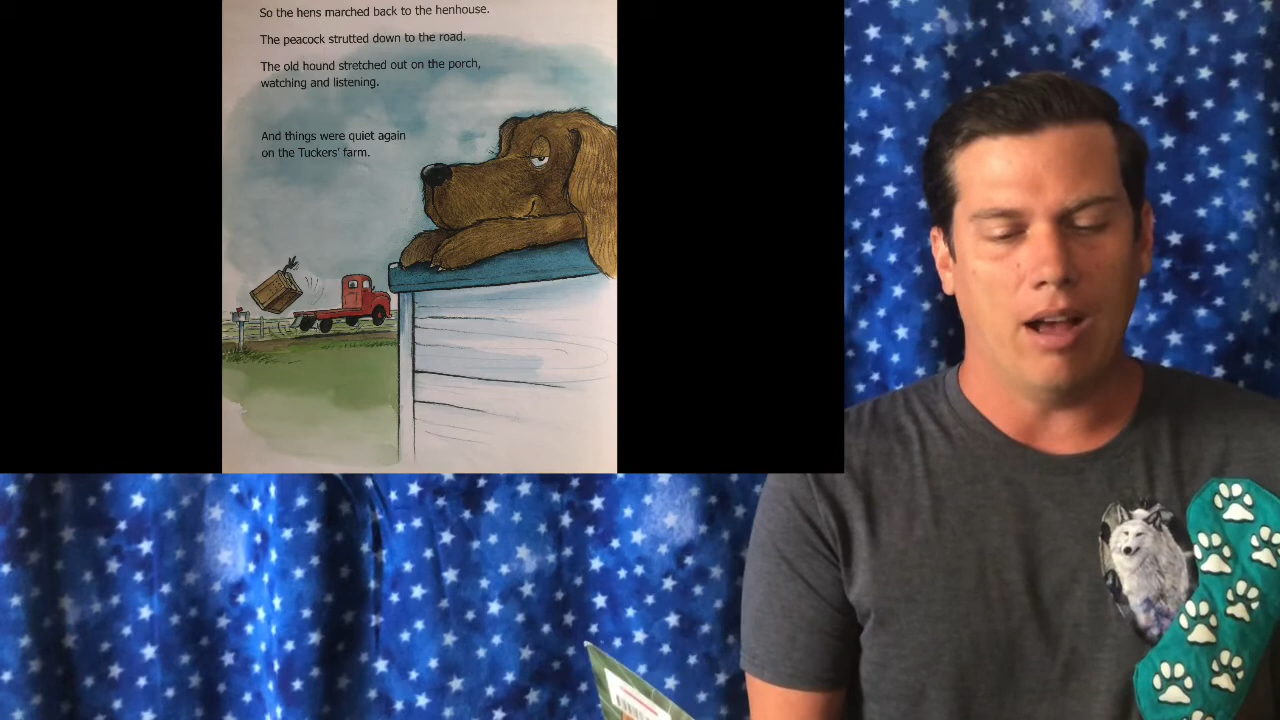 So the hens marched back to the henhouse.
The peacock strutted down to the road.
The old hound stretched out on the porch,
watching and listening.
And things were quiet again
on the Tuckers' farm.